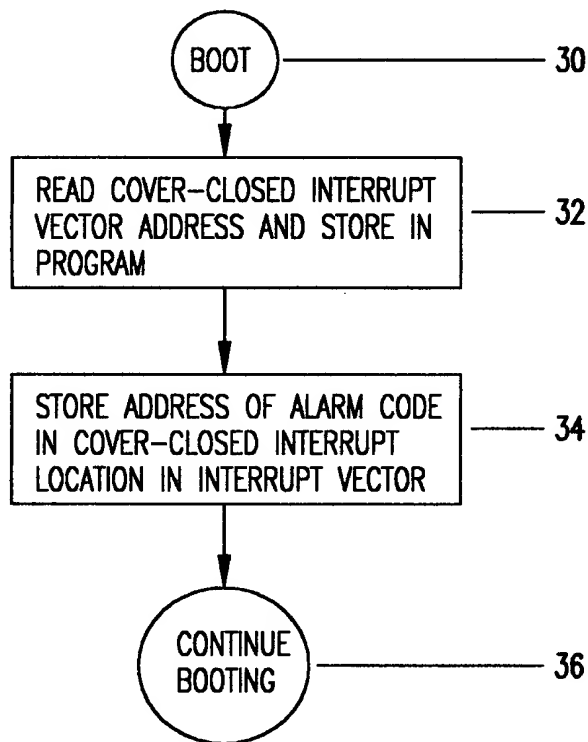 BOOT
30
READ COVER-CLOSED INTERRUPT
VECTOR ADDRESS AND STORE IN
PROGRAM
32
STORE ADDRESS OF ALARM CODE
IN COVER-CLOSED INTERRUPT
LOCATION IN INTERRUPT VECTOR
34
CONTINUE
BOOTING
36